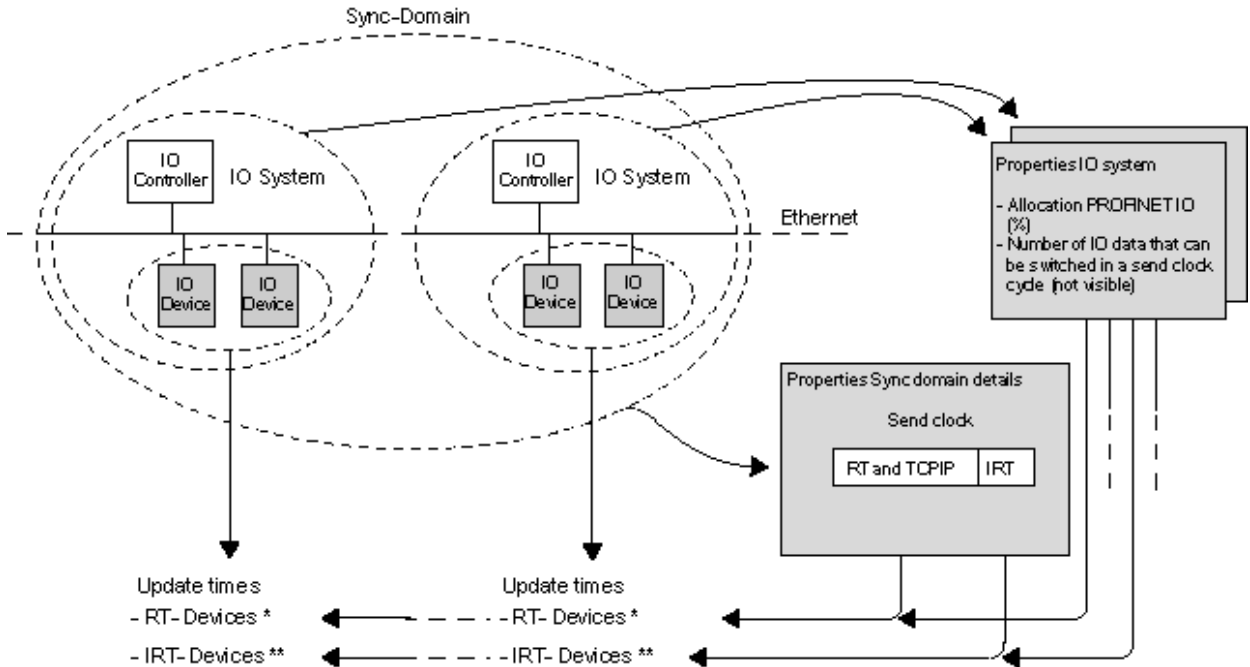 Sync-Domain
IO
Controller
IO System
IO
Controller
IO System
Ethernet
IO
Device
IO
Device
IO
Device
IO
Device
Properties IO system
- Allocation PROFINET IO
(%)
- Number of IO data that can
be switched in a send clock
cycle (not visible)
Properties Sync domain details
Send clock
RT and TCPIP
IRT
Update times
- RT- Devices *
- IRT- Devices **
Update times
- RT- Devices *
- IRT- Devices **